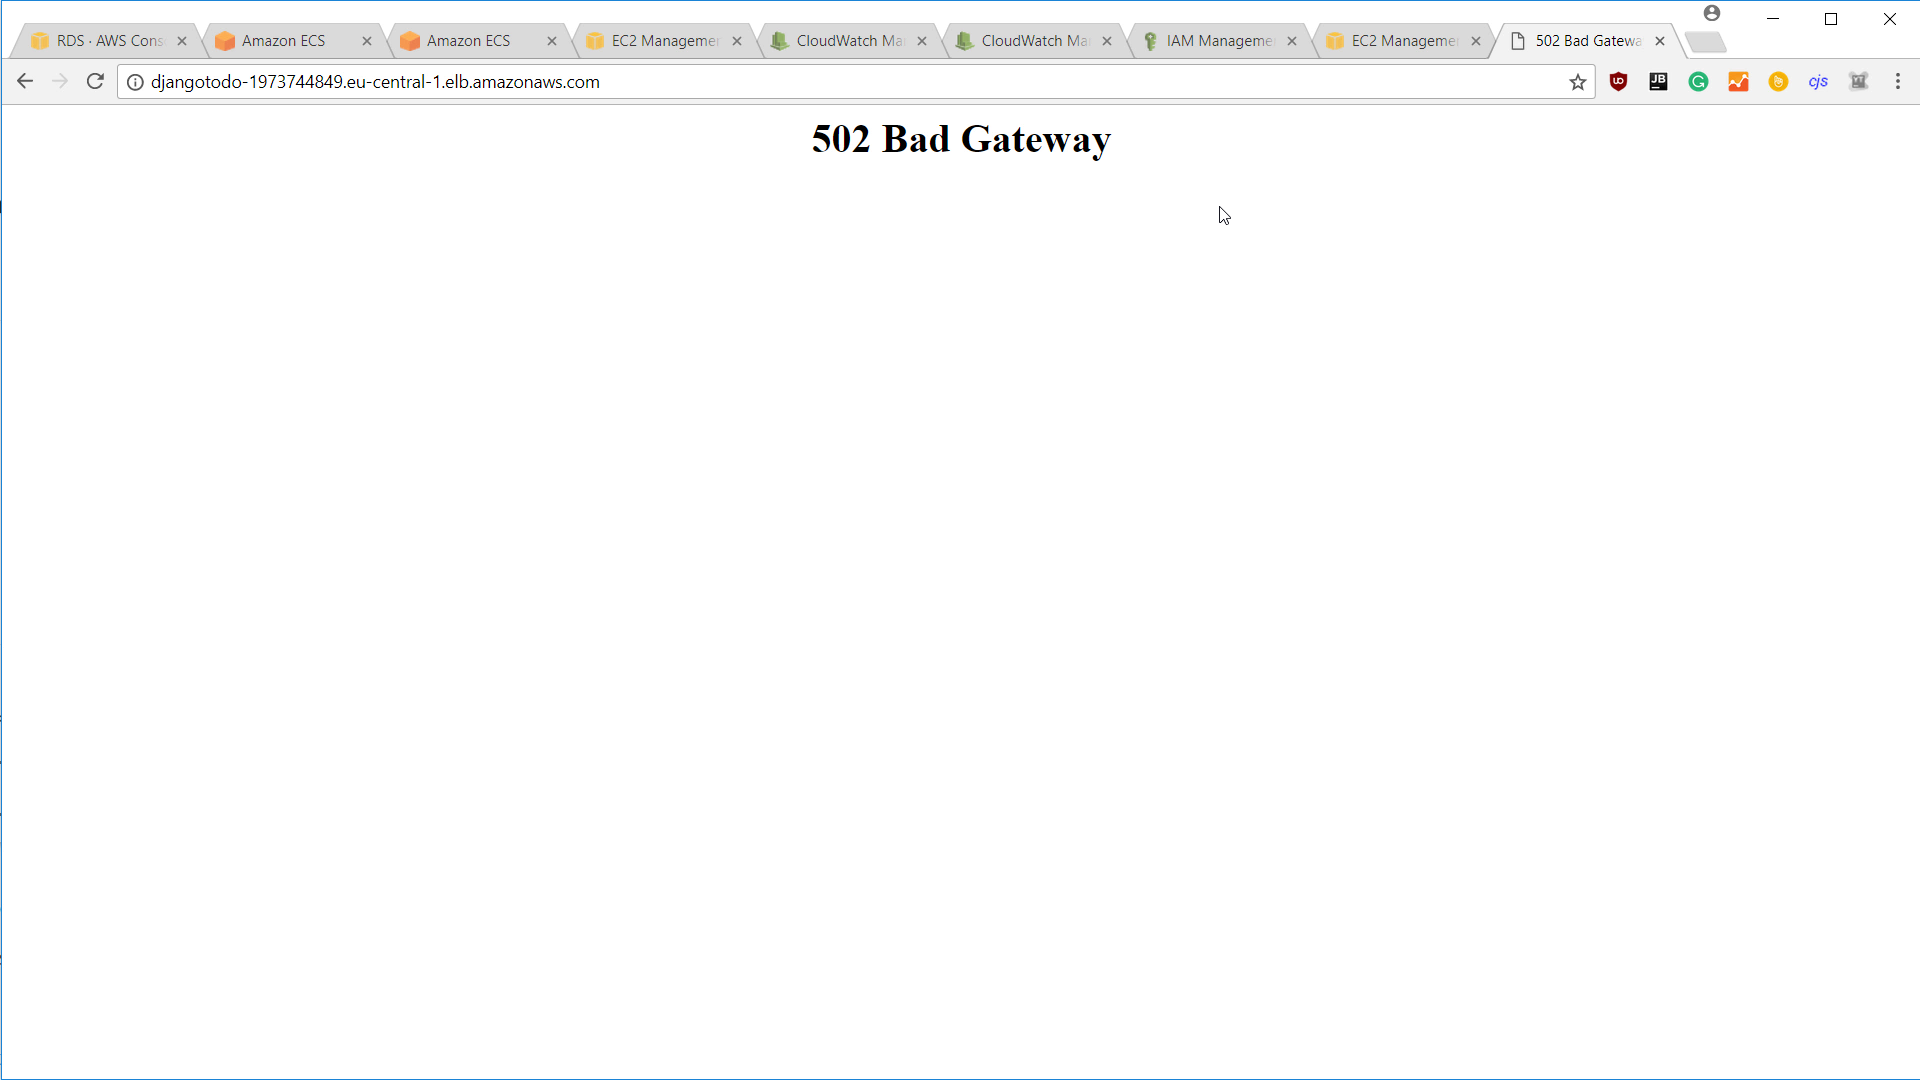 RDS · AWS Cons
Amazon ECS
Amazon ECS
EC2 Manageme
CloudWatch Ma
CloudWatch Ma
IAM Manageme
EC2 Manageme
502 Bad Gatewa
djangotodo-1973744849.eu-central-1.elb.amazonaws.com
JB
cjs
502 Bad Gateway